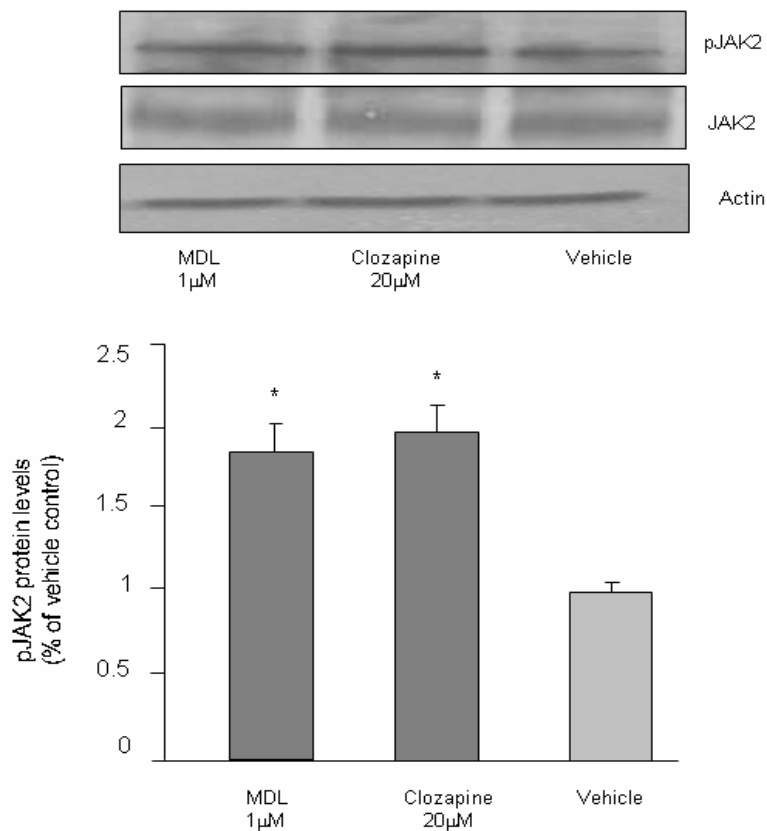 pJAK2
JAK2
Actin
MDL Clozapine Vehicle
1µM 20µM
2.5
*
*
2
1.5
1
0.5
0
pJAK2 protein levels
(% of vehicle control)
MDL Clozapine Vehicle
1µM 20µM